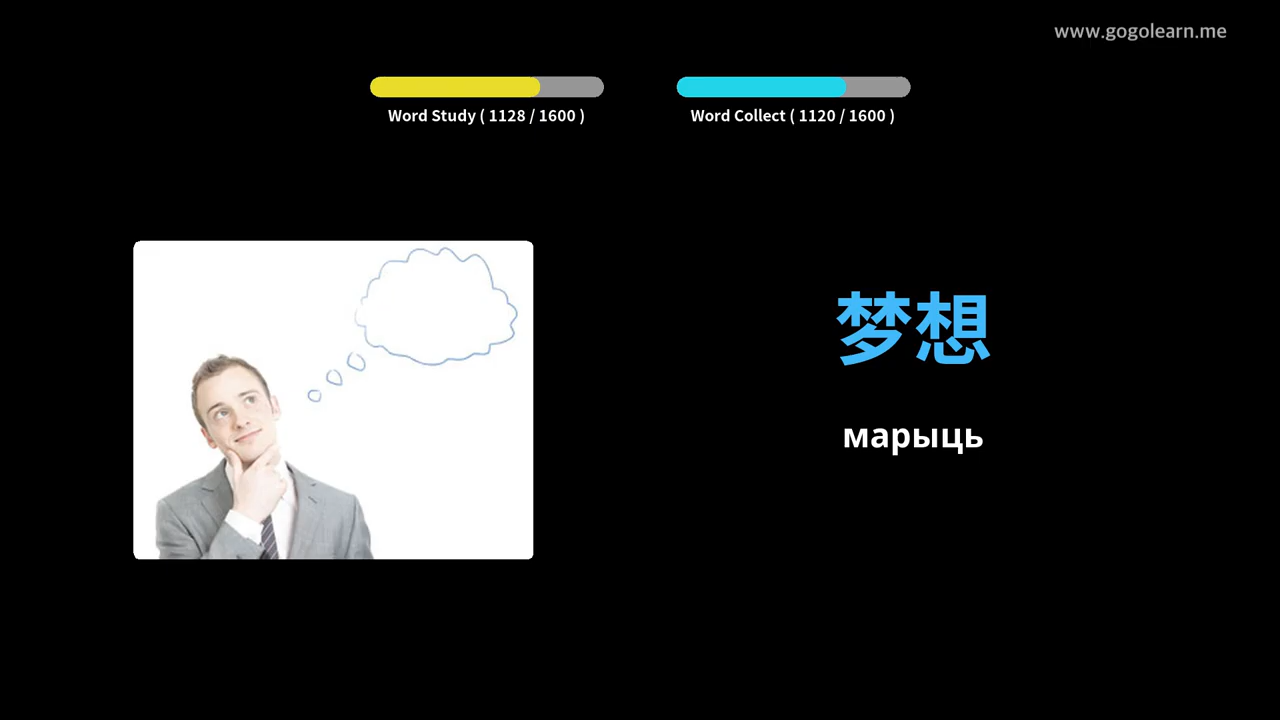 www.gogolearn.me
Word Study ( 1128 / 1600 )
Word Collect ( 1120 / 1600 )
梦想
марыць